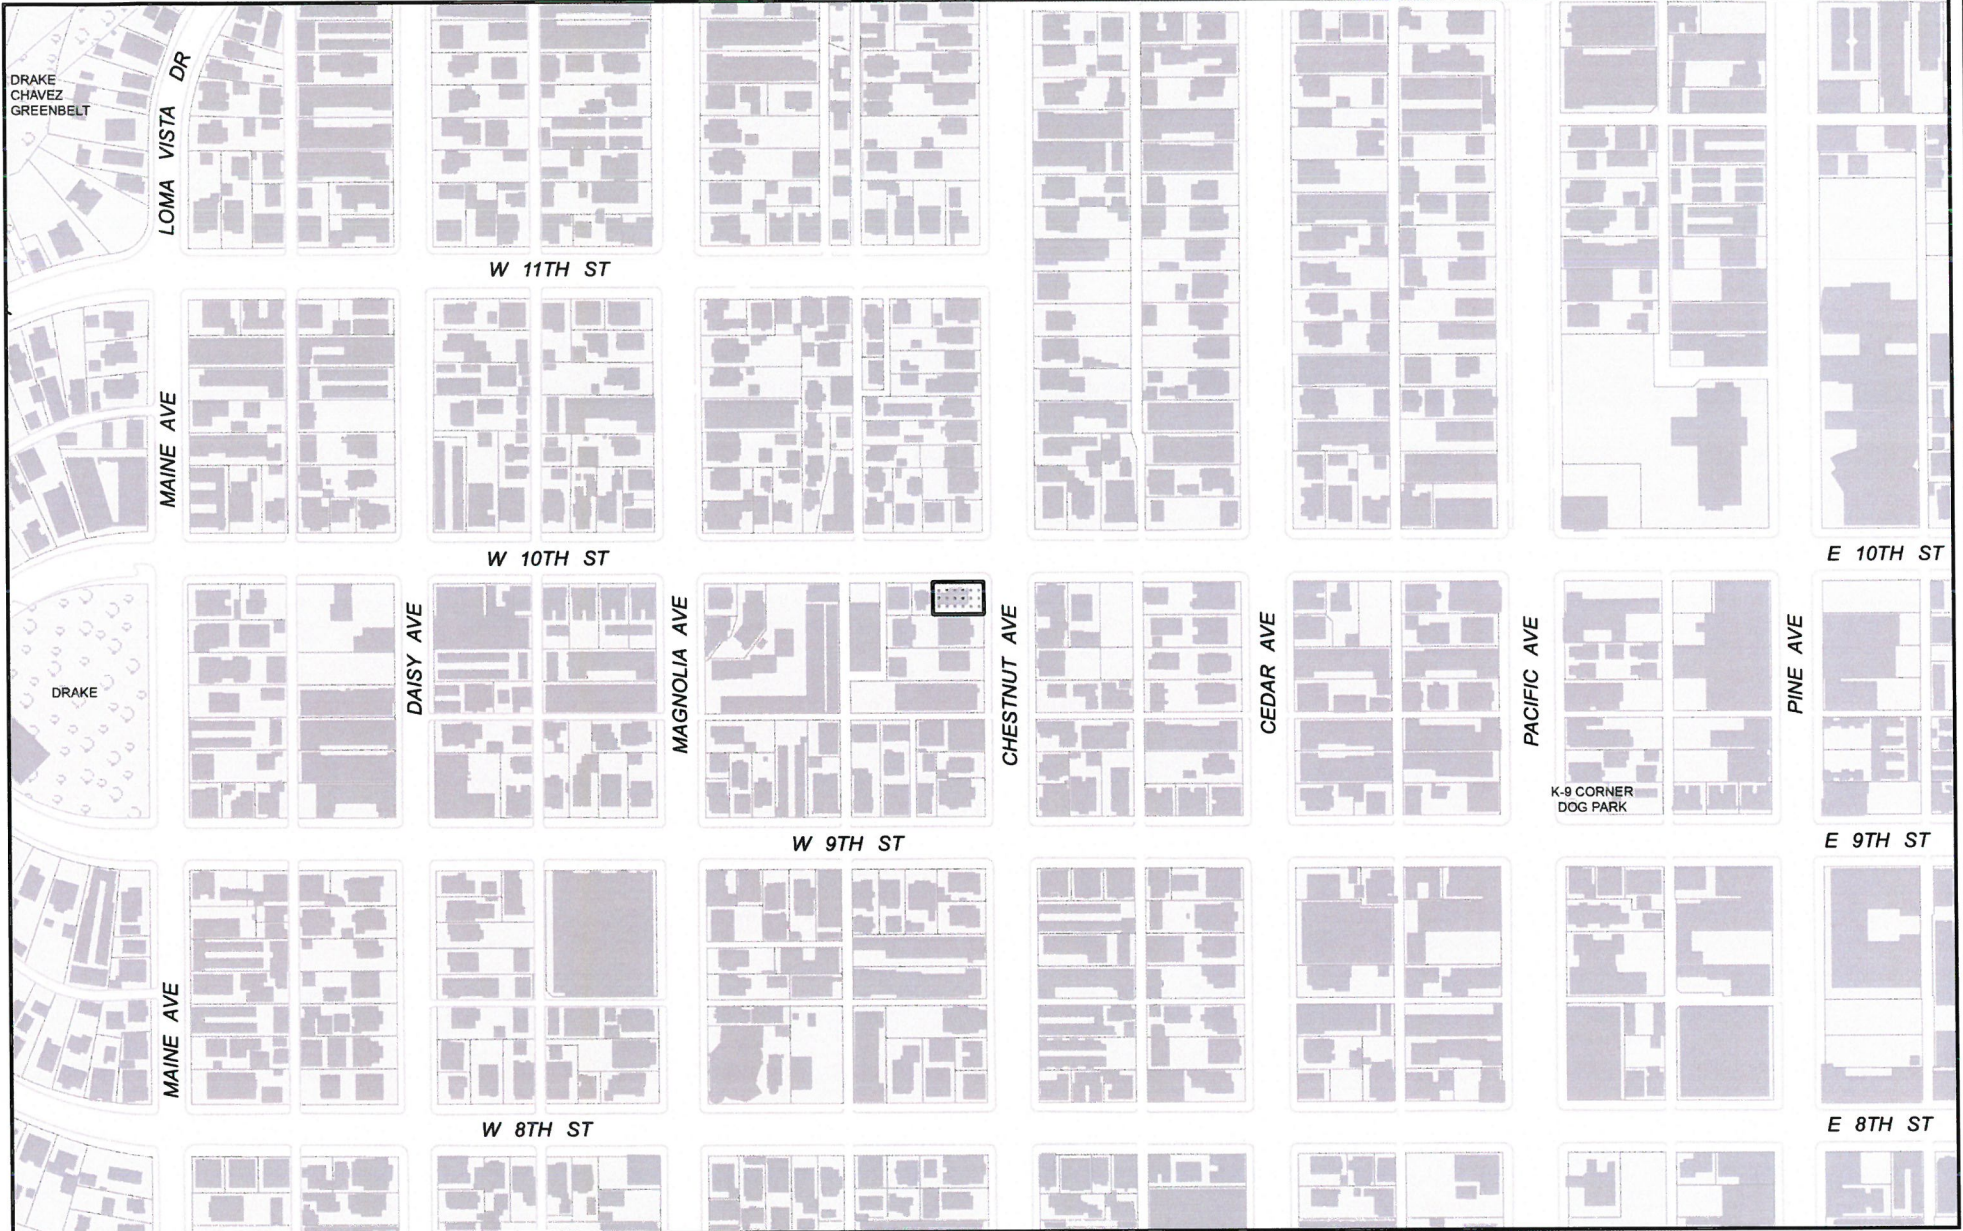 DRAKE
CHAVEZ
GREENBELT
LOMA VISTA DR
W 11TH ST
MAINE AVE
W 10TH ST
E 10TH ST
DRAKE
DAISY AVE
MAGNOLIA AVE
CHESTNUT AVE
CEDAR AVE
PACIFIC AVE
PINE AVE
K-9 CORNER
DOG PARK
W 9TH ST
E 9TH ST
MAINE AVE
W 8TH ST
E 8TH ST